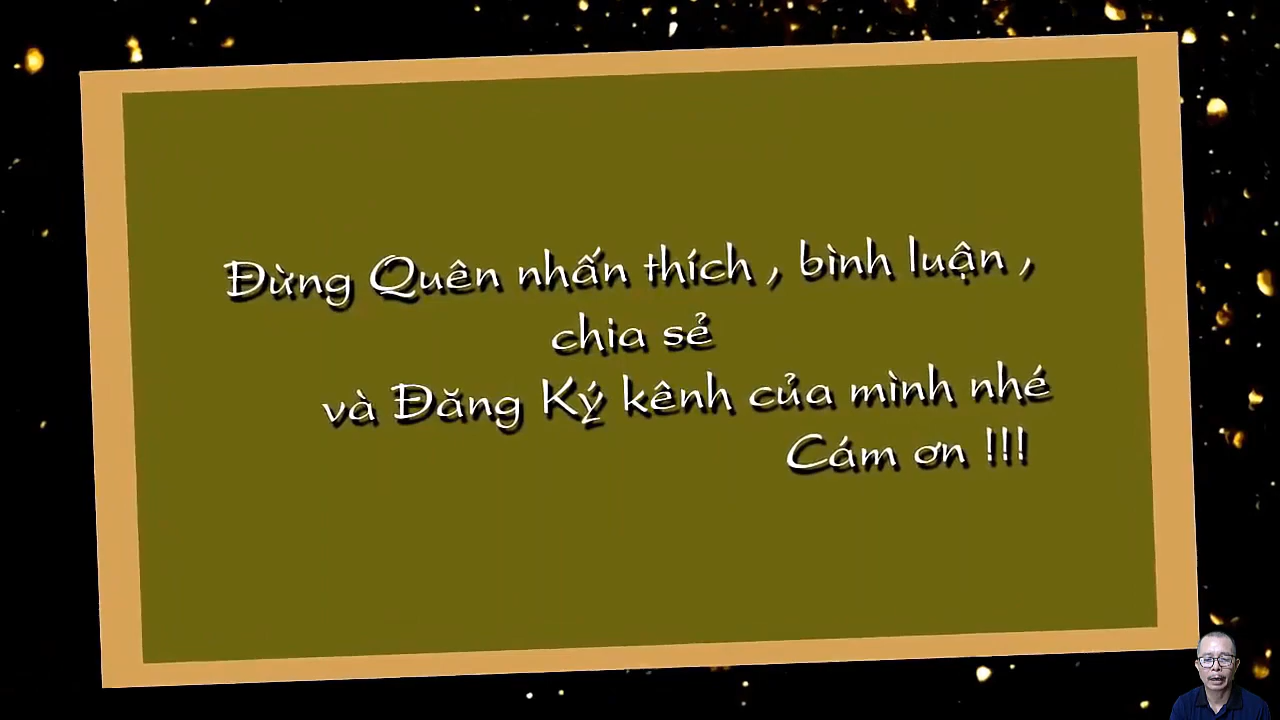 Đừng Quên nhấn thích , bình luận ,
chia sẻ
và Đăng Ký kênh của mình nhé
Cám ơn !!!